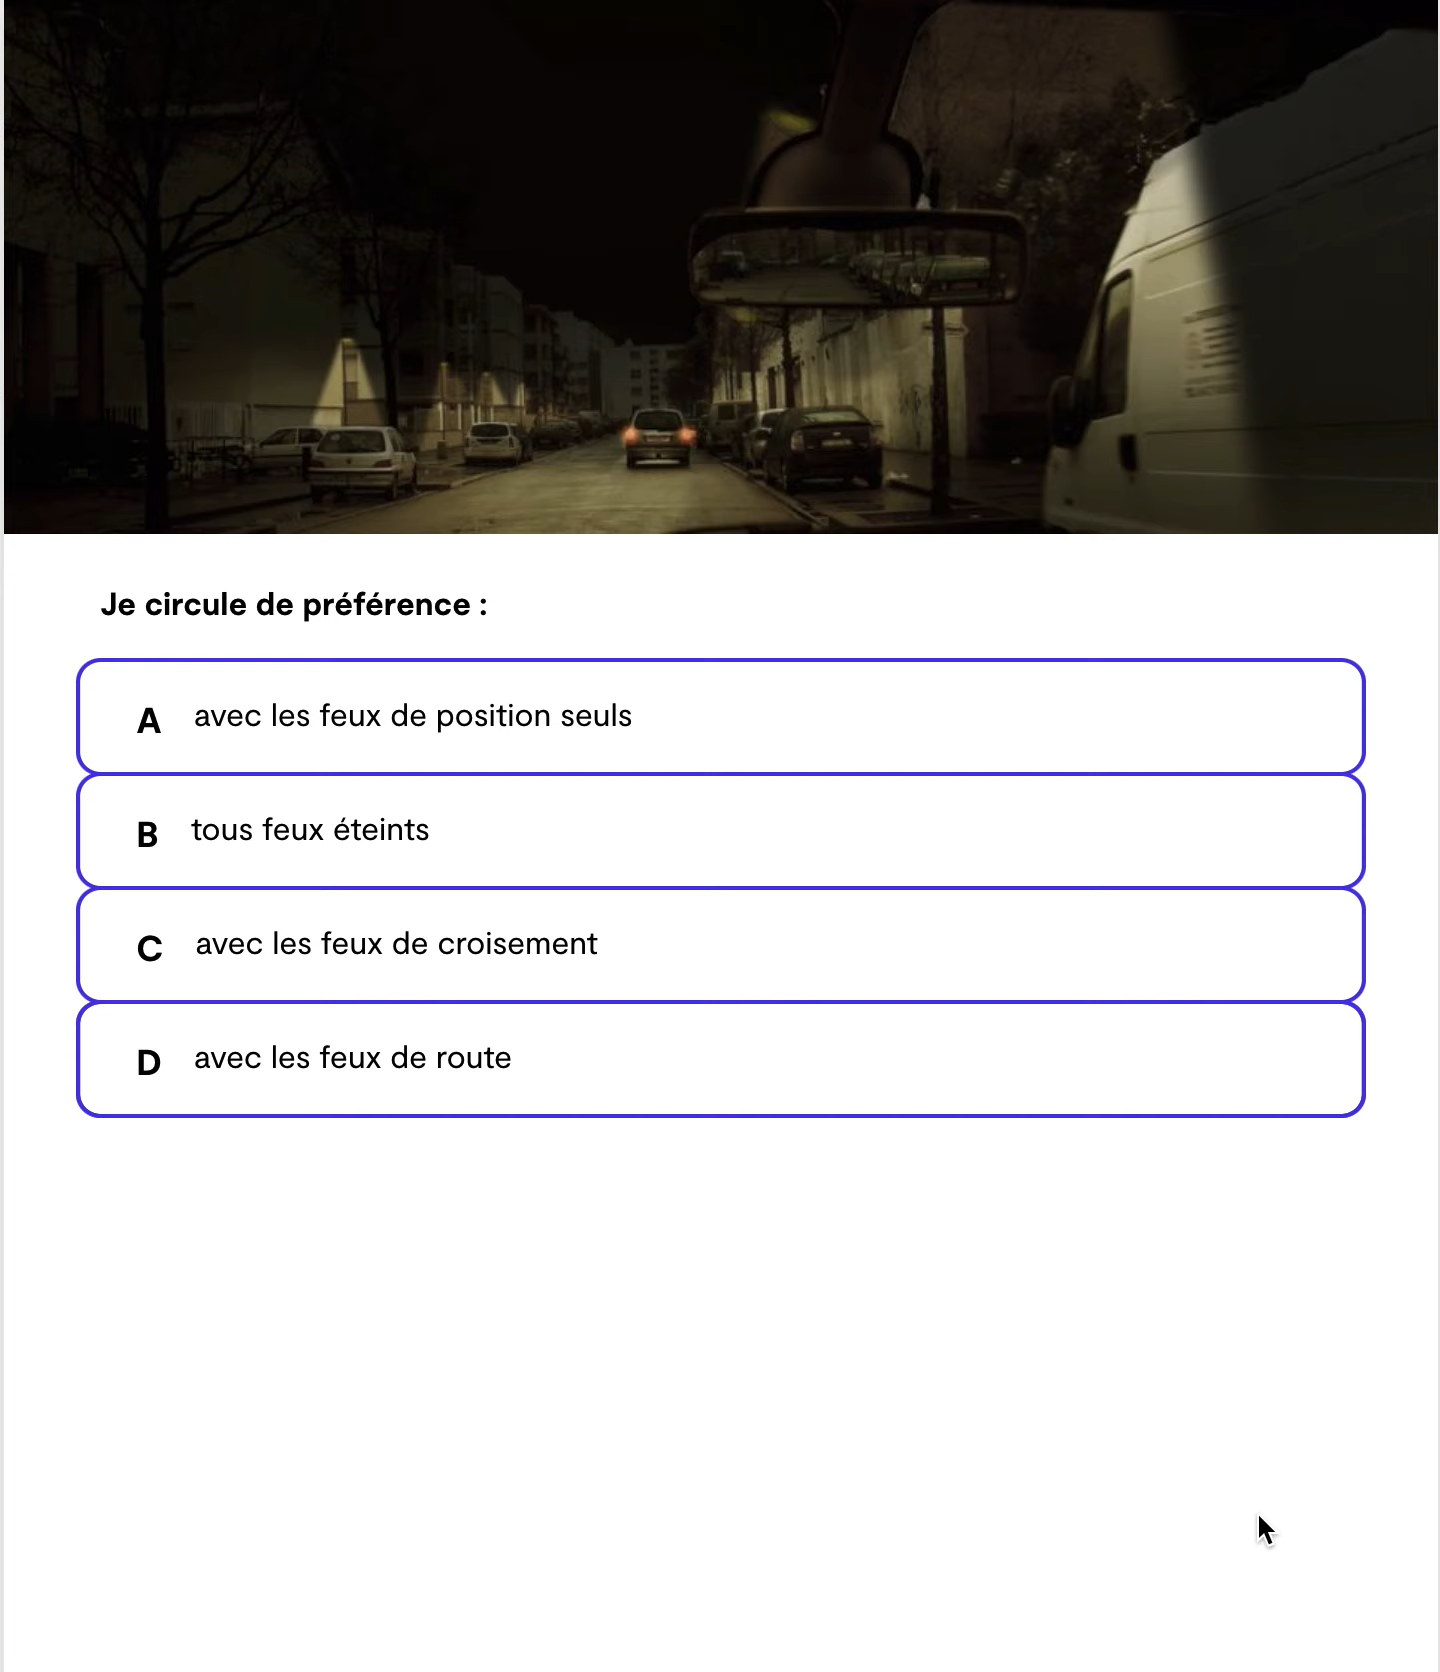 Je circule de préférence :
A avec les feux de position seuls
B tous feux éteints
C avec les feux de croisement
D avec les feux de route